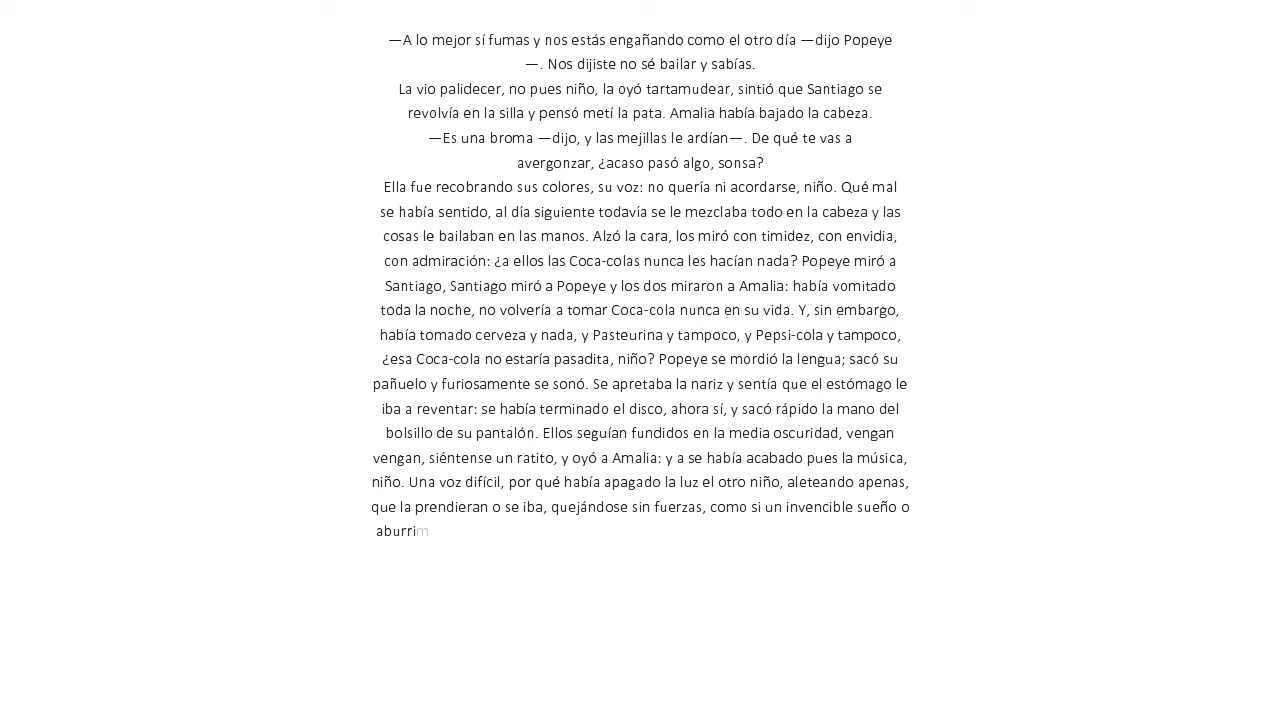 —A lo mejor sí fumas y nos estás engañando como el otro día —dijo Popeye
—. Nos dijiste no sé bailar y sabías.
La vio palidecer, no pues niño, la oyó tartamudear, sintió que Santiago se
revolvía en la silla y pensó metí la pata. Amalia había bajado la cabeza.
—Es una broma —dijo, y las mejillas le ardían—. De qué te vas a
avergonzar, ¿acaso pasó algo, sonsa?
Ella fue recobrando sus colores, su voz: no quería ni acordarse, niño. Qué mal
se había sentido, al día siguiente todavía se le mezclaba todo en la cabeza y las
cosas le bailaban en las manos. Alzó la cara, los miró con timidez, con envidia,
con admiración: ¿a ellos las Coca-colas nunca les hacían nada? Popeye miró a
Santiago, Santiago miró a Popeye y los dos miraron a Amalia: había vomitado
toda la noche, no volvería a tomar Coca-cola nunca en su vida. Y, sin embargo,
había tomado cerveza y nada, y Pasteurina y tampoco, y Pepsi-cola y tampoco,
¿esa Coca-cola no estaría pasadita, niño? Popeye se mordió la lengua; sacó su
pañuelo y furiosamente se sonó. Se apretaba la nariz y sentía que el estómago le
iba a reventar: se había terminado el disco, ahora sí, y sacó rápido la mano del
bolsillo de su pantalón. Ellos seguían fundidos en la media oscuridad, vengan
vengan, siéntense un ratito, y oyó a Amalia: y a se había acabado pues la música,
niño. Una voz difícil, por qué había apagado la luz el otro niño, aleteando apenas,
que la prendieran o se iba, quejándose sin fuerzas, como si un invencible sueño o
aburrim